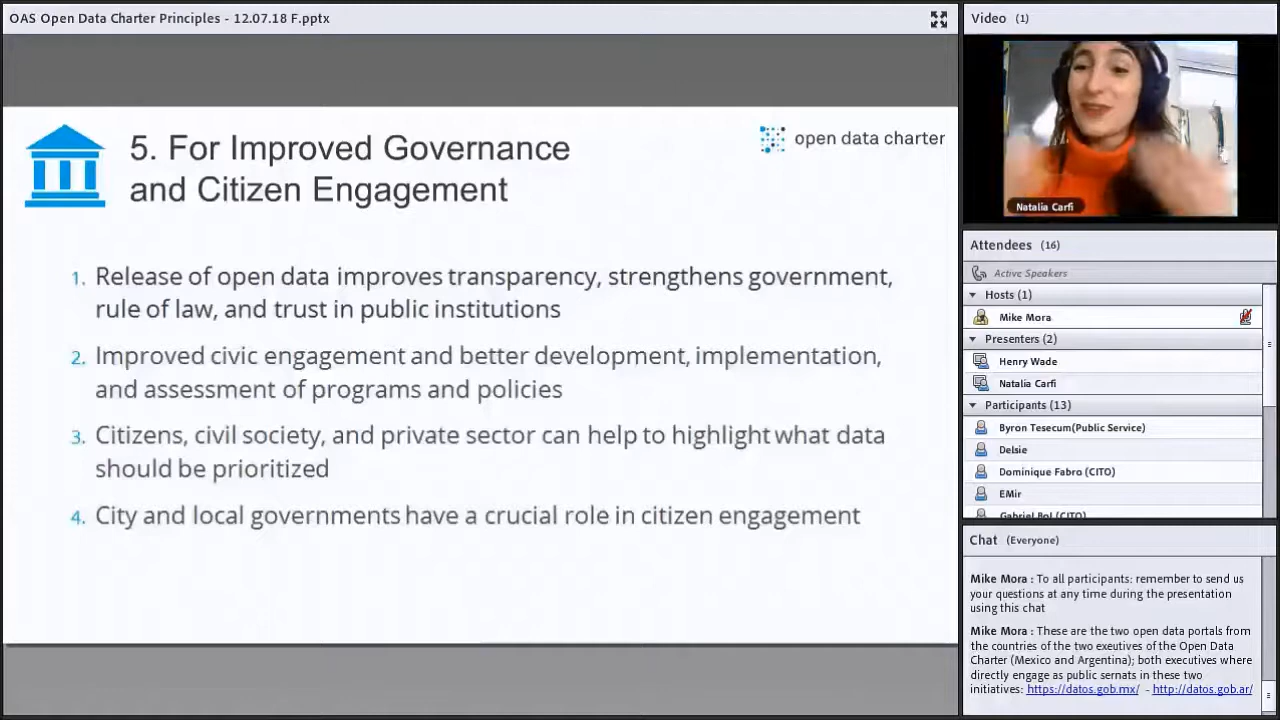 OAS Open Data Charter Principles - 12.07.18 F.pptx
5. For Improved Governance
and Citizen Engagement
open data charter
1. Release of open data improves transparency, strengthens government,
rule of law, and trust in public institutions
2. Improved civic engagement and better development, implementation,
and assessment of programs and policies
3. Citizens, civil society, and private sector can help to highlight what data
should be prioritized
4. City and local governments have a crucial role in citizen engagement
Video (1)
Natalia Carfi
Attendees (16)
Active Speakers
Hosts (1)
Mike Mora
Presenters (2)
Henry Wade
Natalia Carfi
Participants (13)
Byron Tesecum(Public Service)
Delsie
Dominique Fabro (CITO)
EMir
Gabriel Bol (CITO)
Chat (Everyone)
Mike Mora : To all participants: remember to send us
your questions at any time during the presentation
using this chat
Mike Mora : These are the two open data portals from
the countries of the two exeutives of the Open Data
Charter (Mexico and Argentina); both executives where
directly engage as public sernats in these two
initiatives: https://datos.gob.mx/ - http://datos.gob.ar/